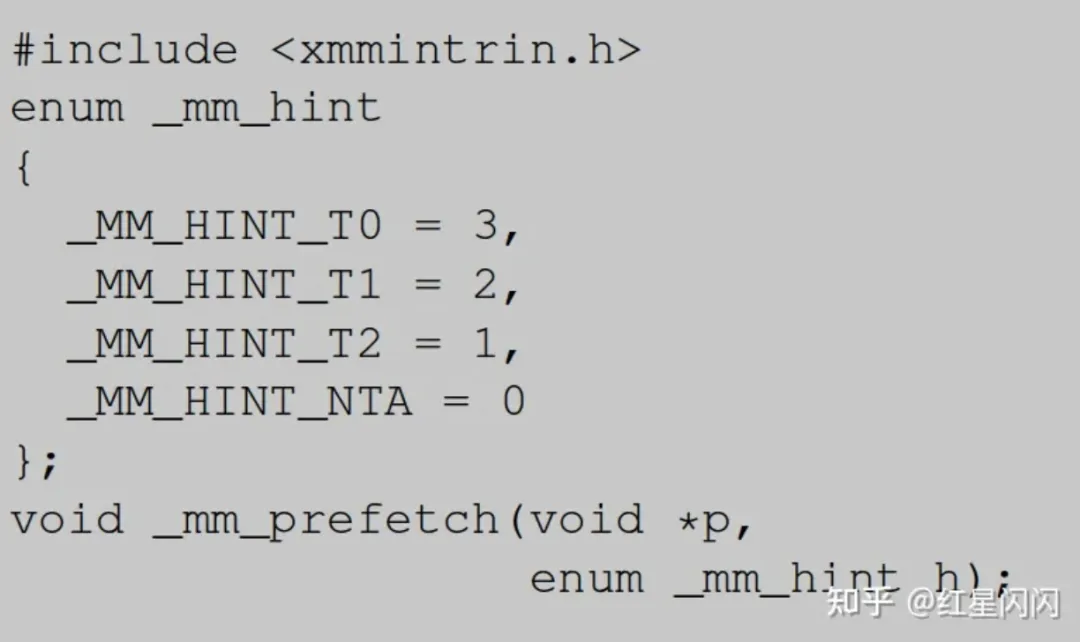 #include <xmmintrin.h>
enum _mm_hint
{
  _MM_HINT_T0 = 3,
  _MM_HINT_T1 = 2,
  _MM_HINT_T2 = 1,
  _MM_HINT_NTA = 0
};
void _mm_prefetch(void *p,
                  enum _mm_hint h);
知乎 @红星闪闪